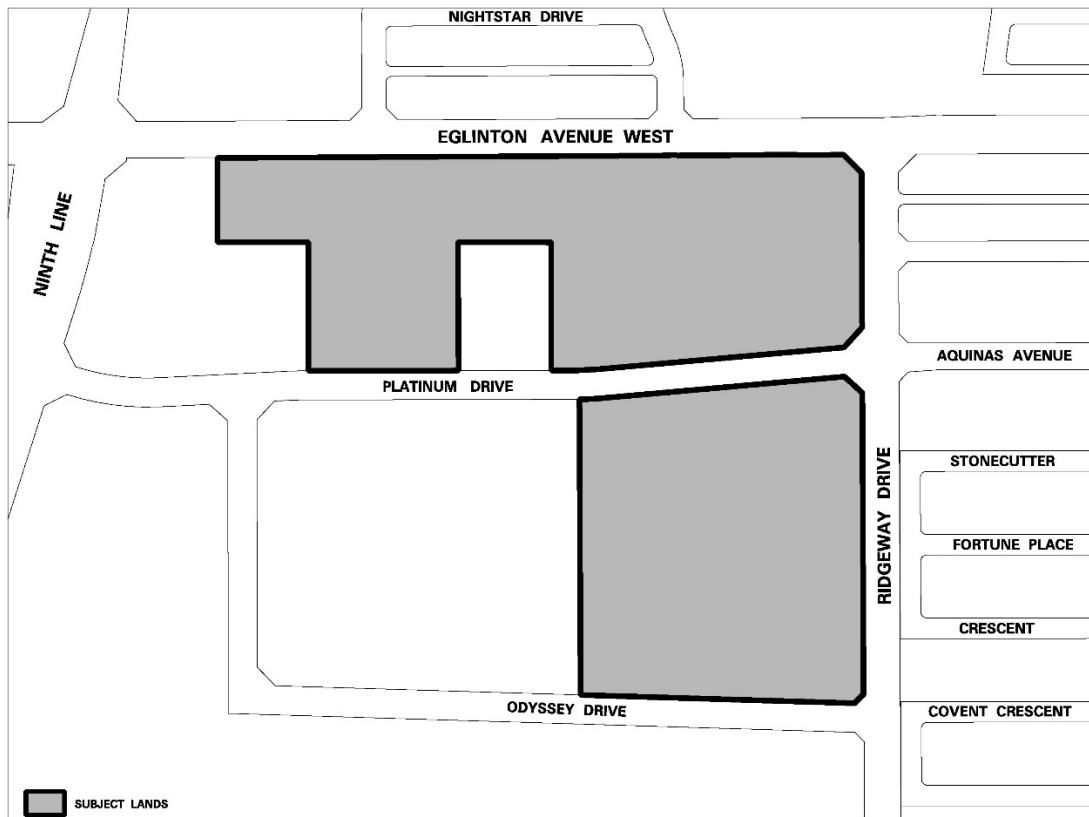 NIGHTSTAR DRIVE
EGLINTON AVENUE WEST
NINTH LINE
AQUINAS AVENUE
PLATINUM DRIVE
RIDGEWAY DRIVE
STONECUTTER
FORTUNE PLACE
CRESCENT
ODYSSEY DRIVE
COVENT CRESCENT
SUBJECT LANDS